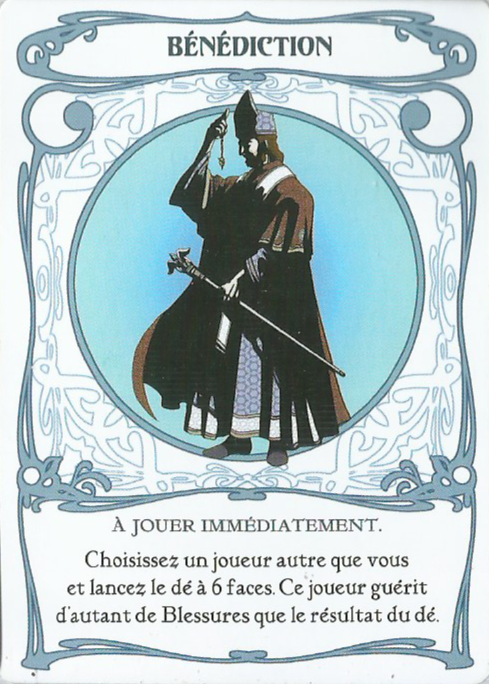 BÉNÉDICTION
À JOUER IMMÉDIATEMENT.
Choisissez un joueur autre que vous
et lancez le dé à 6 faces. Ce joueur guérit
d'autant de Blessures que le résultat du dé.